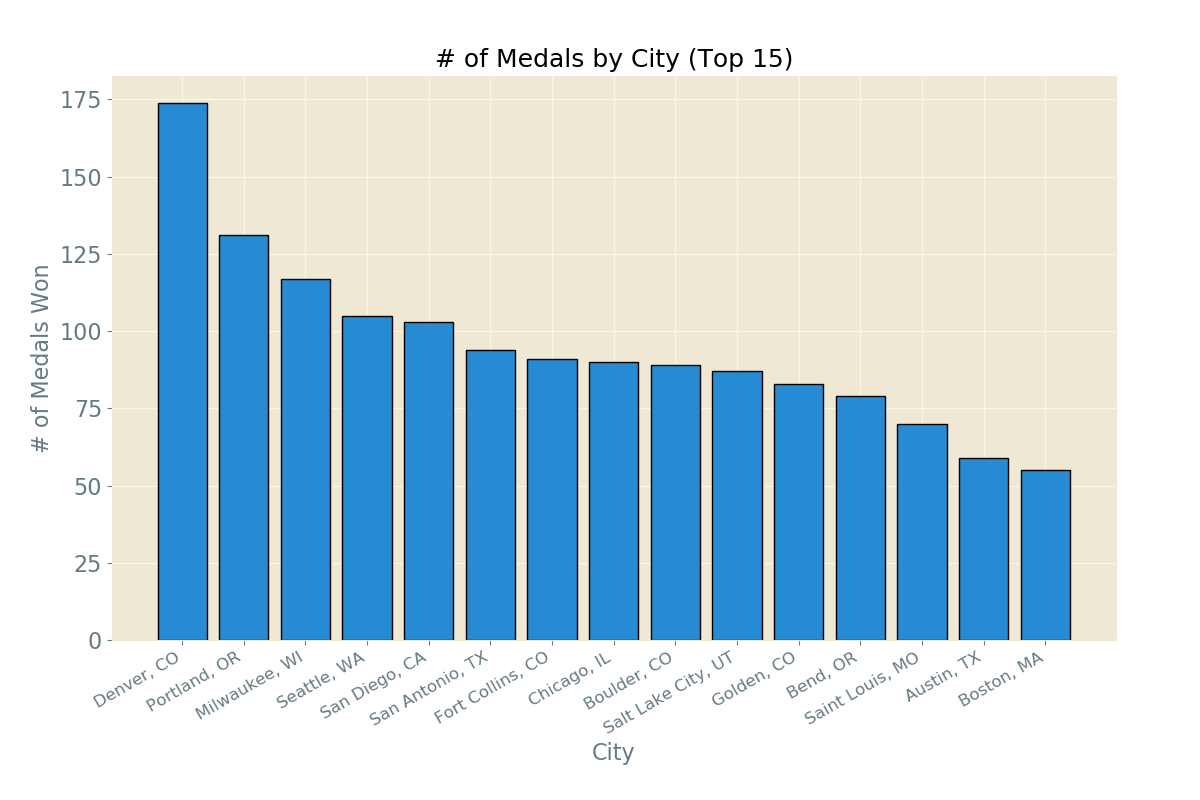 # of Medals by City (Top 15)
# of Medals Won
175
150
125
100
75
50
25
0
Denver, CO
Portland, OR
Milwaukee, WI
Seattle, WA
San Diego, CA
San Antonio, TX
Fort Collins, CO
Chicago, IL
Boulder, CO
Salt Lake City, UT
Golden, CO
Bend, OR
Saint Louis, MO
Austin, TX
Boston, MA
City